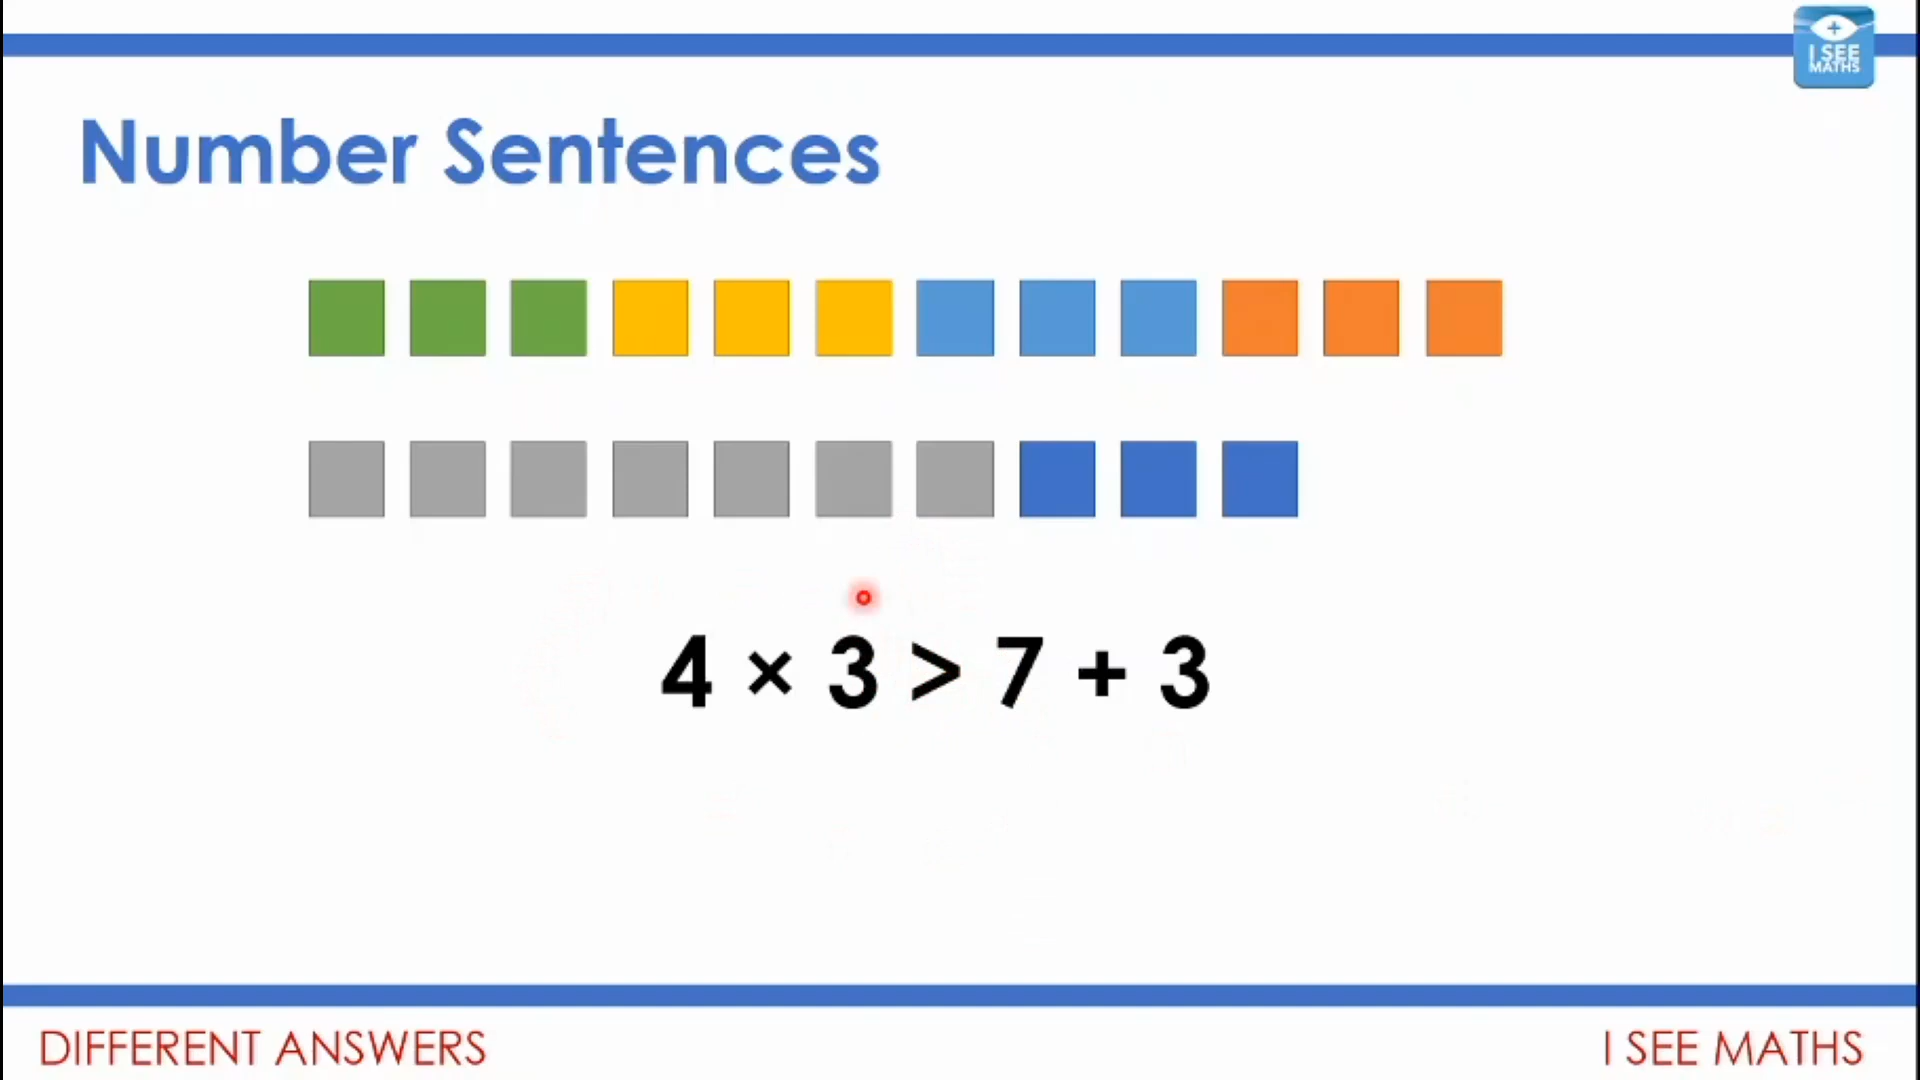 I SEE
MATHS
Number Sentences
4 × 3 > 7 + 3
DIFFERENT ANSWERS
I SEE MATHS